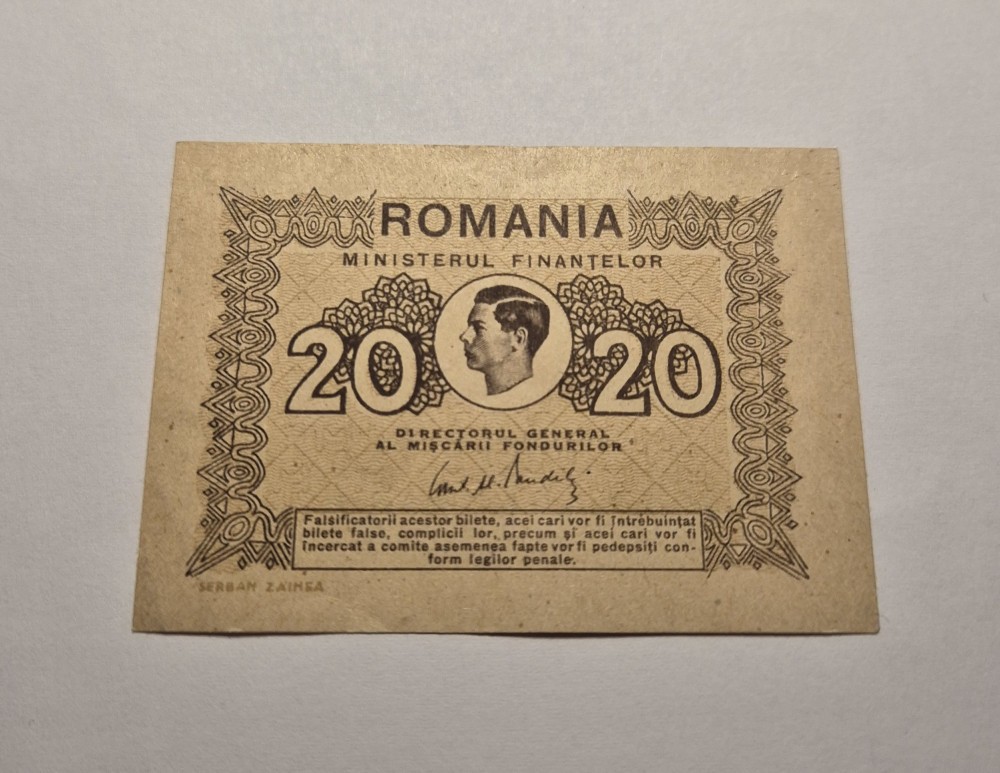 ROMANIA
MINISTERUL FINANȚELOR
20 20
DIRECTORUL GENERAL
AL MIȘCĂRII FONDURILOR
Falsificatorii acestor bilete, acei cari vor fi întrebuințat
bilete false, complicii lor, precum și acei cari vor fi
încercat a comite asemenea fapte vor fi pedepsiți con-
form legilor penale.
ȘERBAN ZAINEA